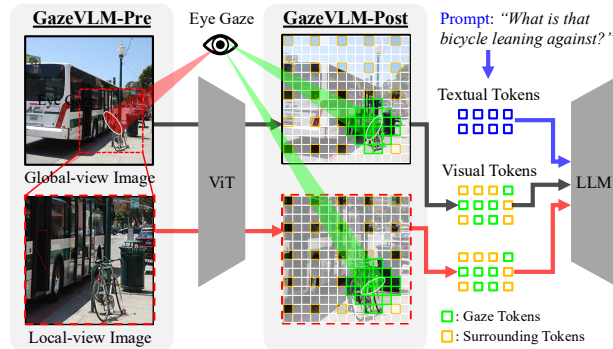 GazeVLM-Pre
Eye Gaze
GazeVLM-Post
Prompt: “What is that
bicycle leaning against?”
Textual Tokens
Global-view Image
ViT
Visual Tokens
LLM
Local-view Image
: Gaze Tokens
: Surrounding Tokens